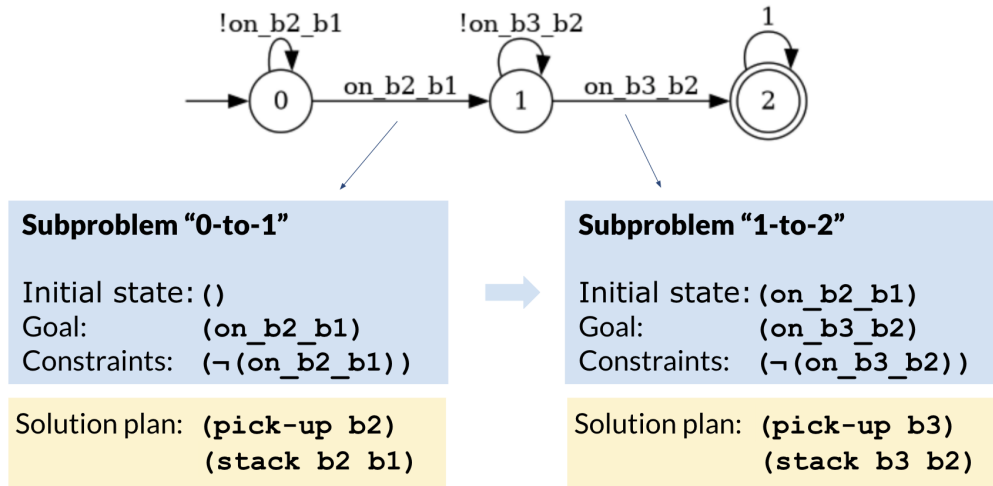 !on_b2_b1
!on_b3_b2
1
0
on_b2_b1
1
on_b3_b2
2
Subproblem “0-to-1”
Initial state: ()
Goal: (on_b2_b1)
Constraints: (¬(on_b2_b1))
Solution plan: (pick-up b2)
(stack b2 b1)
Subproblem “1-to-2”
Initial state: (on_b2_b1)
Goal: (on_b3_b2)
Constraints: (¬(on_b3_b2))
Solution plan: (pick-up b3)
(stack b3 b2)